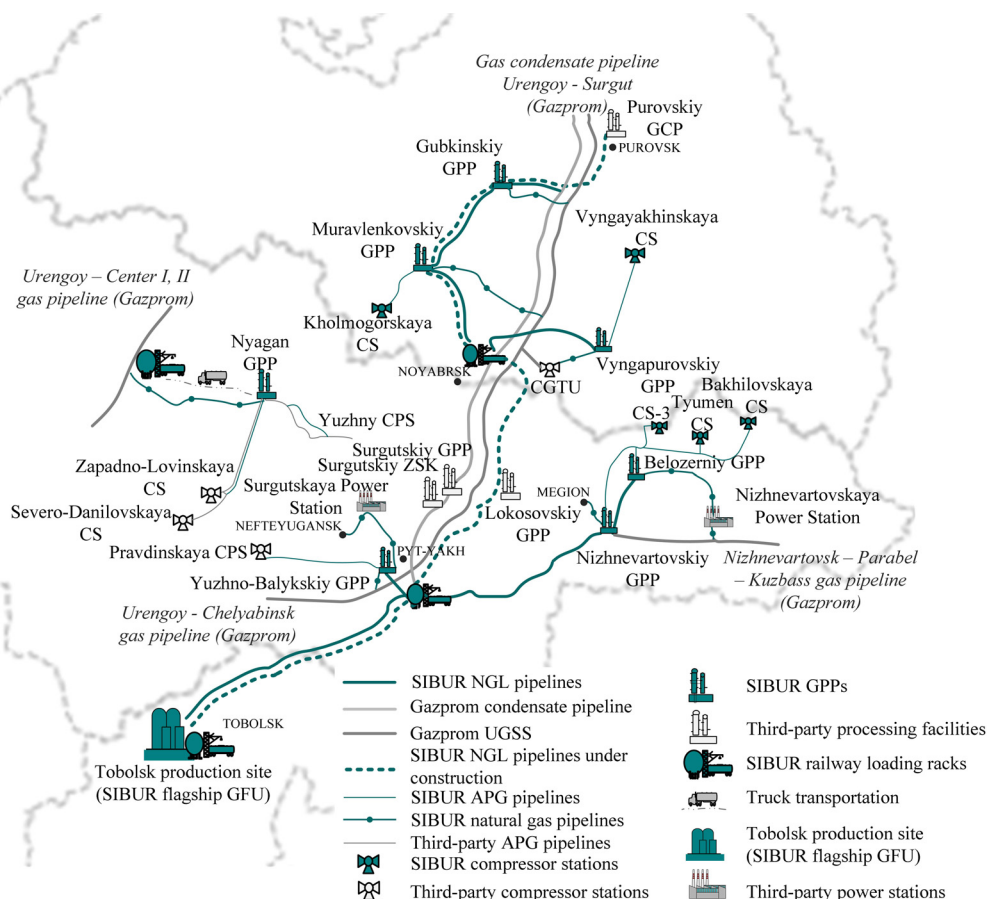 Gas condensate pipeline
Urengoy - Surgut
(Gazprom)
Purovskiy
GCP
PUROVSK
Gubkinskiy
GPP
Vyngayakhinskaya
CS
Muravlenkovskiy
GPP
Urengoy – Center I, II
gas pipeline (Gazprom)
Kholmogorskaya
CS
Nyagan
GPP
NOYABRSK
CGTU
Vyngapurovskiy
GPP
Bakhilovskaya
CS
Tyumen
CS
CS-3
Yuzhny CPS
Surgutskiy GPP
Surgutskiy ZSK
Belozerniy GPP
Zapadno-Lovinskaya
CS
Surgutskaya Power
Station
MEGION
Nizhnevartovskaya
Power Station
Severo-Danilovskaya
CS
NEFTEYUGANSK
Lokosovskiy
GPP
Pravdinskaya CPS
PYT-YAKH
Nizhnevartovskiy
GPP
Nizhnevartovsk – Parabel
– Kuzbass gas pipeline
(Gazprom)
Yuzhno-Balykskiy GPP
Urengoy - Chelyabinsk
gas pipeline (Gazprom)
TOBOLSK
Tobolsk production site
(SIBUR flagship GFU)
SIBUR NGL pipelines
Gazprom condensate pipeline
Gazprom UGSS
SIBUR NGL pipelines under
construction
SIBUR APG pipelines
SIBUR natural gas pipelines
Third-party APG pipelines
SIBUR compressor stations
Third-party compressor stations
SIBUR GPPs
Third-party processing facilities
SIBUR railway loading racks
Truck transportation
Tobolsk production site
(SIBUR flagship GFU)
Third-party power stations